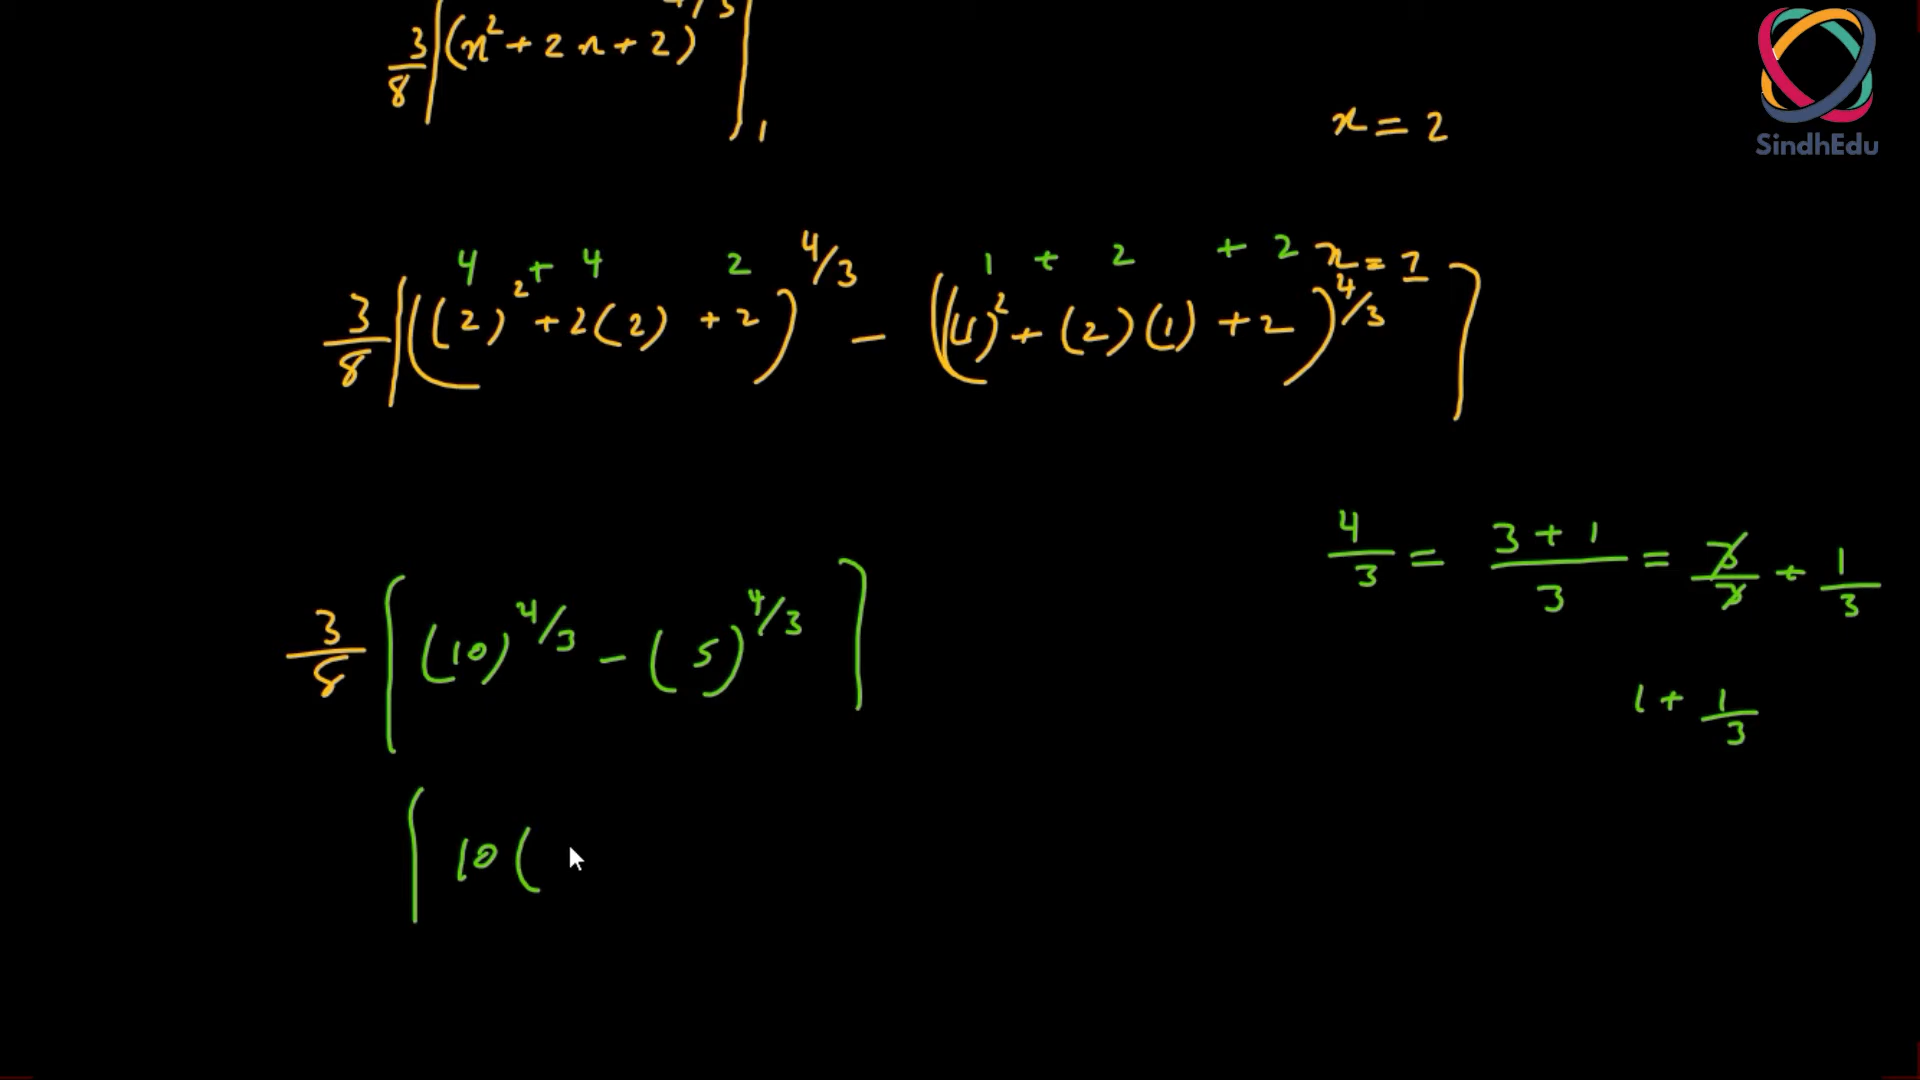 3/8 |(x² + 2x + 2)^4/3 |₁
x = 2
SindhEdu
4 + 4 2 1 + 2 + 2 x = 1
3/8 [((2)² + 2(2) + 2)^4/3 - ((1)² + (2)(1) + 2)^4/3]
4/3 = (3 + 1)/3 = 3/3 + 1/3
3/8 [(10)^4/3 - (5)^4/3]
1 + 1/3
[ 10 (